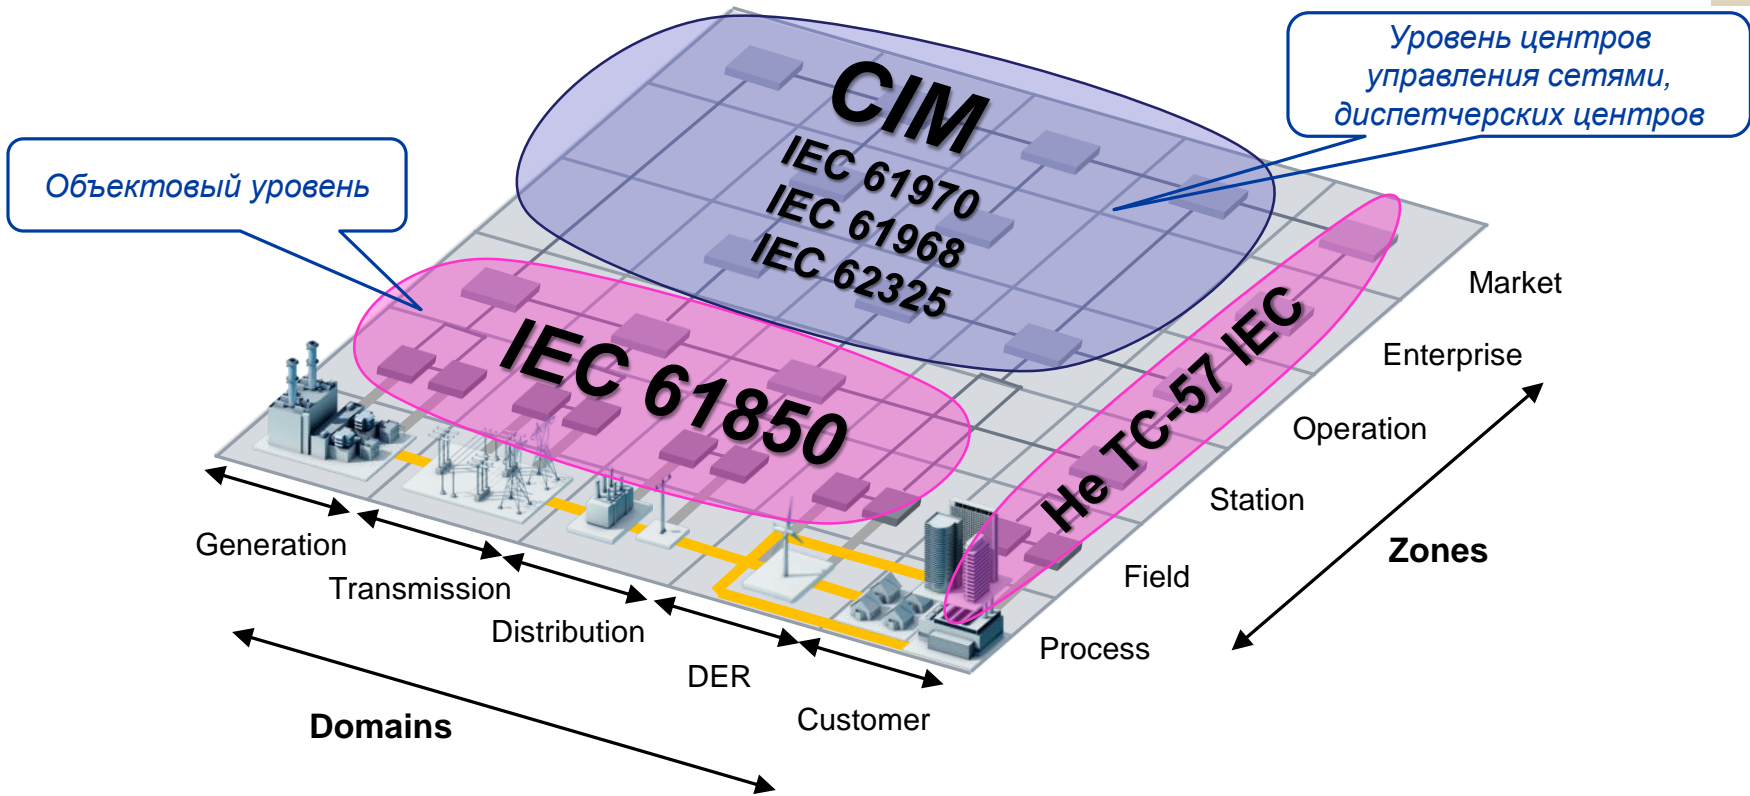 Уровень центров
управления сетями,
диспетчерских центров
Объектовый уровень
CIM
IEC 61970
IEC 61968
IEC 62325
IEC 61850
Не ТС-57 IEC
Market
Enterprise
Operation
Station
Field
Process
Zones
Generation
Transmission
Distribution
DER
Customer
Domains